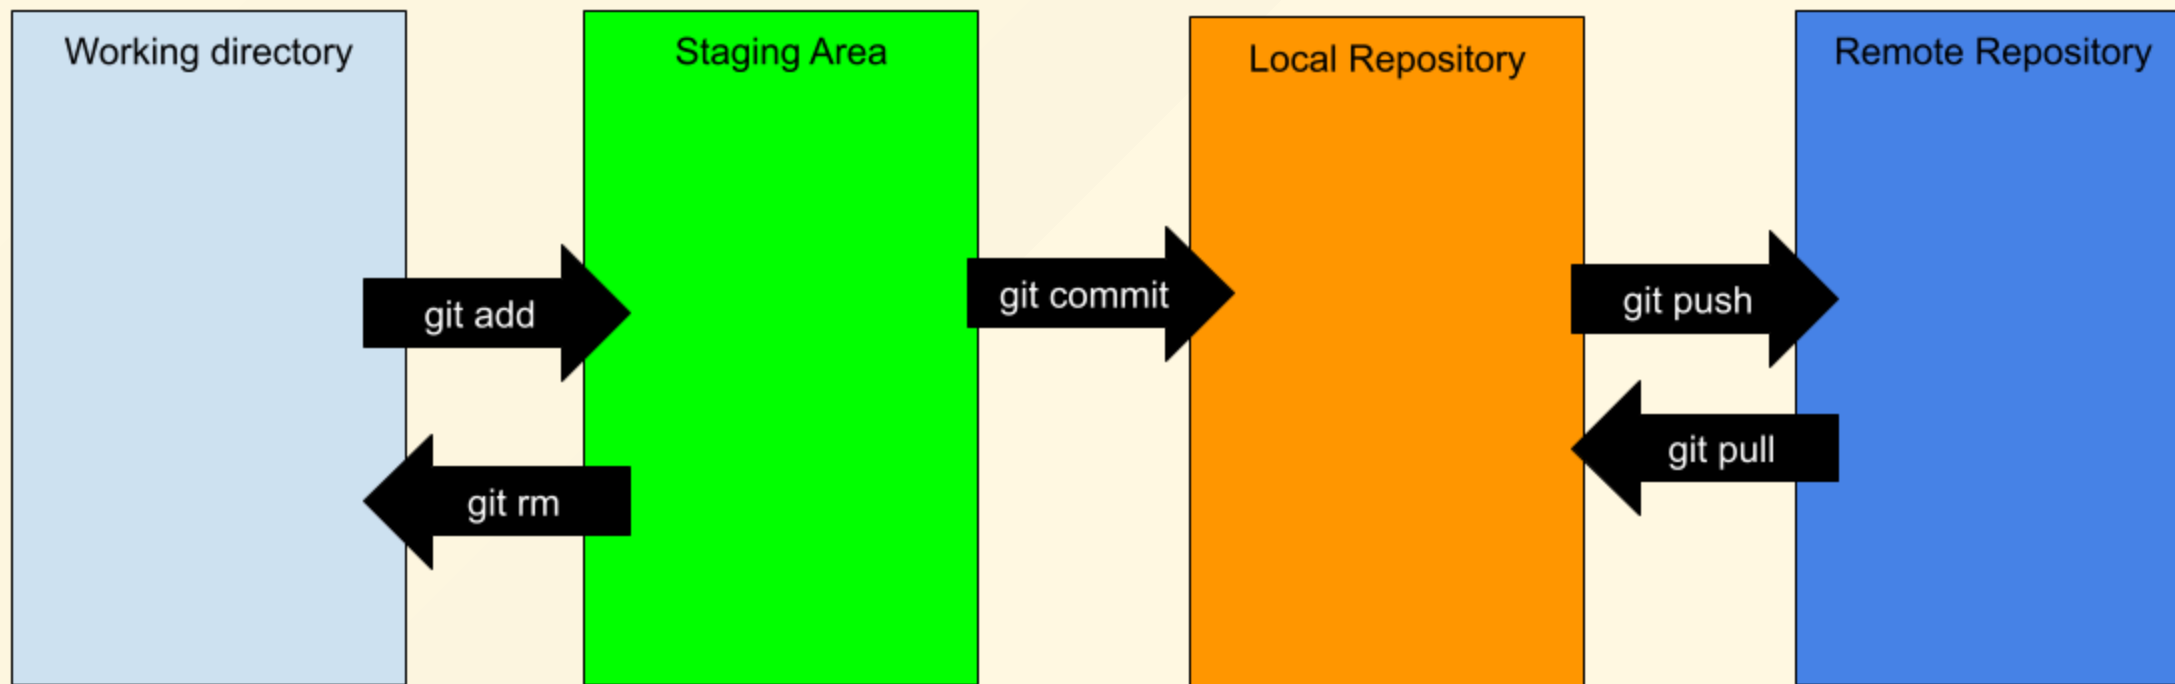 Working directory
Staging Area
Local Repository
Remote Repository
git add
git commit
git push
git rm
git pull